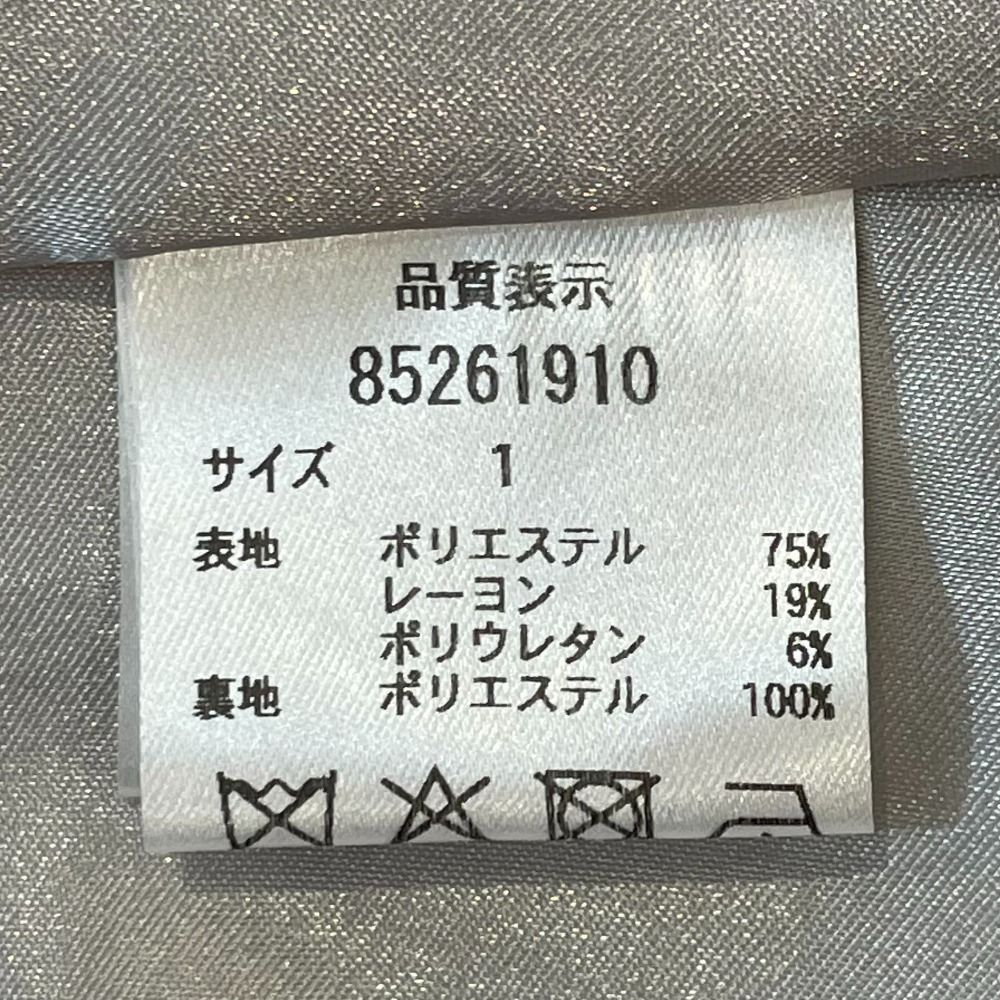 品質表示
85261910
サイズ 1
表地 ポリエステル 75%
レーヨン 19%
ポリウレタン 6%
裏地 ポリエステル 100%